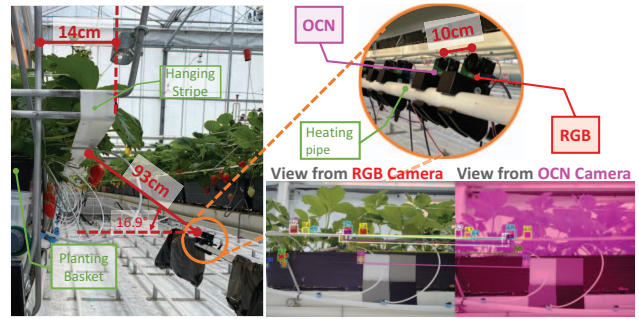 14cm
Hanging
Stripe
93cm
16.9°
Planting
Basket
OCN
10cm
Heating
pipe
RGB
View from RGB Camera
View from OCN Camera